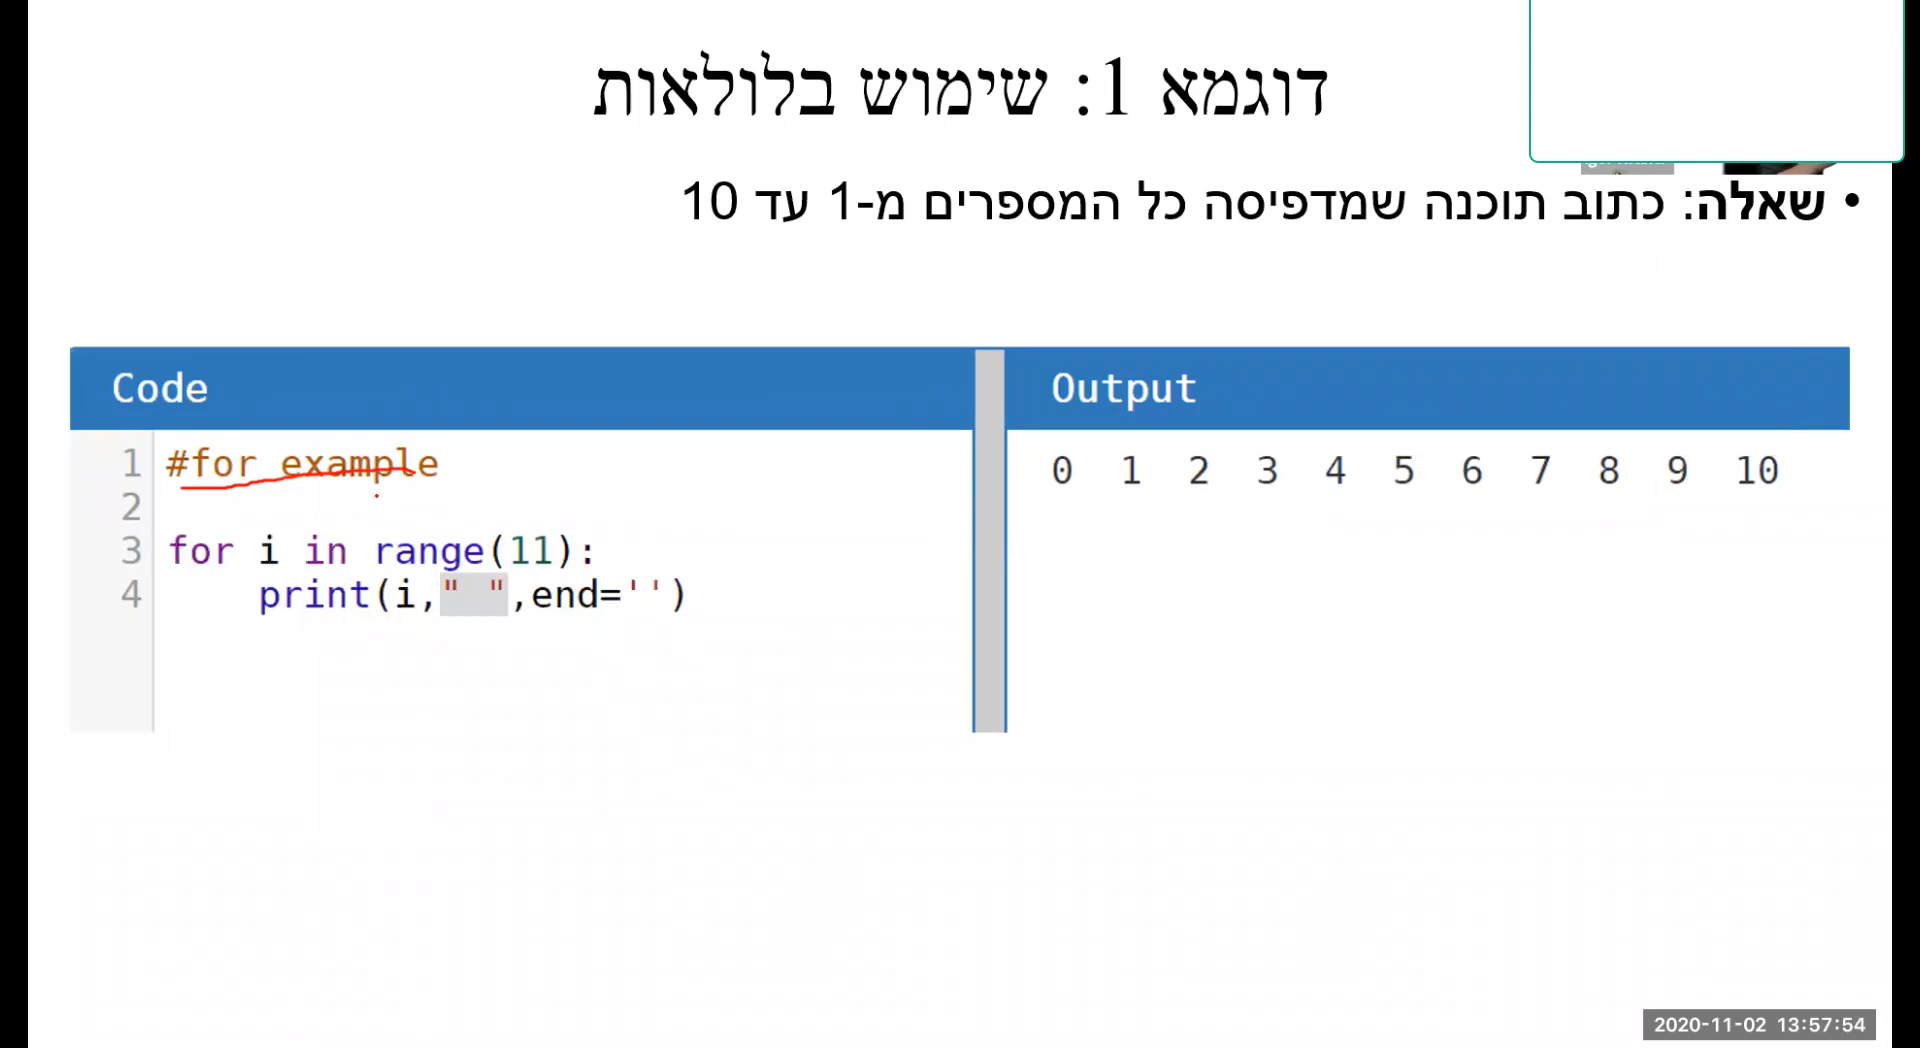 דוגמא 1: שימוש בלולאות
• שאלה: כתוב תוכנה שמדפיסה כל המספרים מ-1 עד 10
Code
1 #for example
2
3 for i in range(11):
4     print(i,"  ",end='')
Output
0 1 2 3 4 5 6 7 8 9 10
2020-11-02 13:57:54